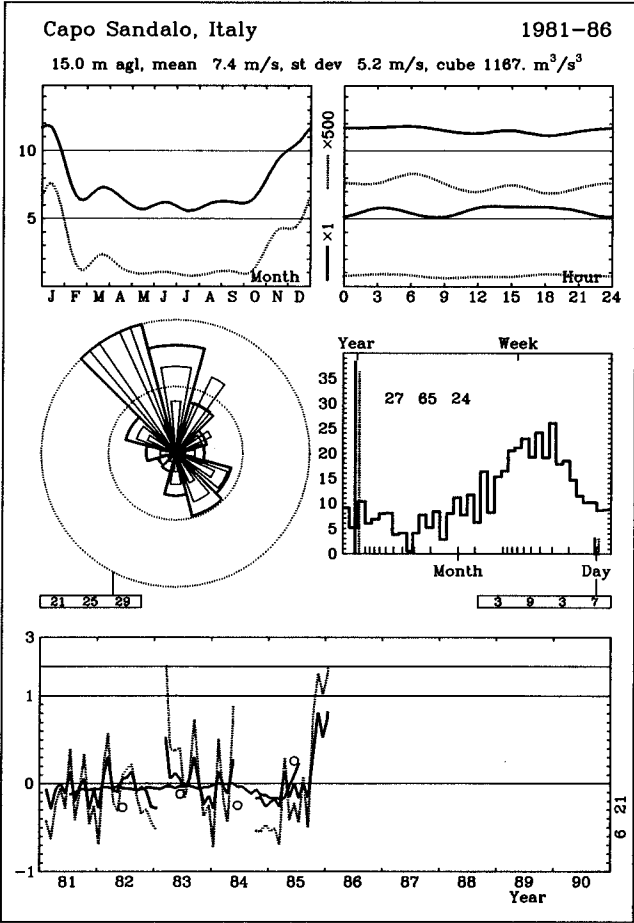 Capo Sandalo, Italy 1981-86
15.0 m agl, mean 7.4 m/s, st dev 5.2 m/s, cube 1167. m³/s³
10
5
Month
J F M A M J J A S O N D
×1 ×500
Hour
0 3 6 9 12 15 18 21 24
21 25 29
Year Week
40
35
30
25
20
15
10
5
0
27 65 24
Month Day
3 9 3 7
3
1
0
-1
6 21
81 82 83 84 85 86 87 88 89 90
Year